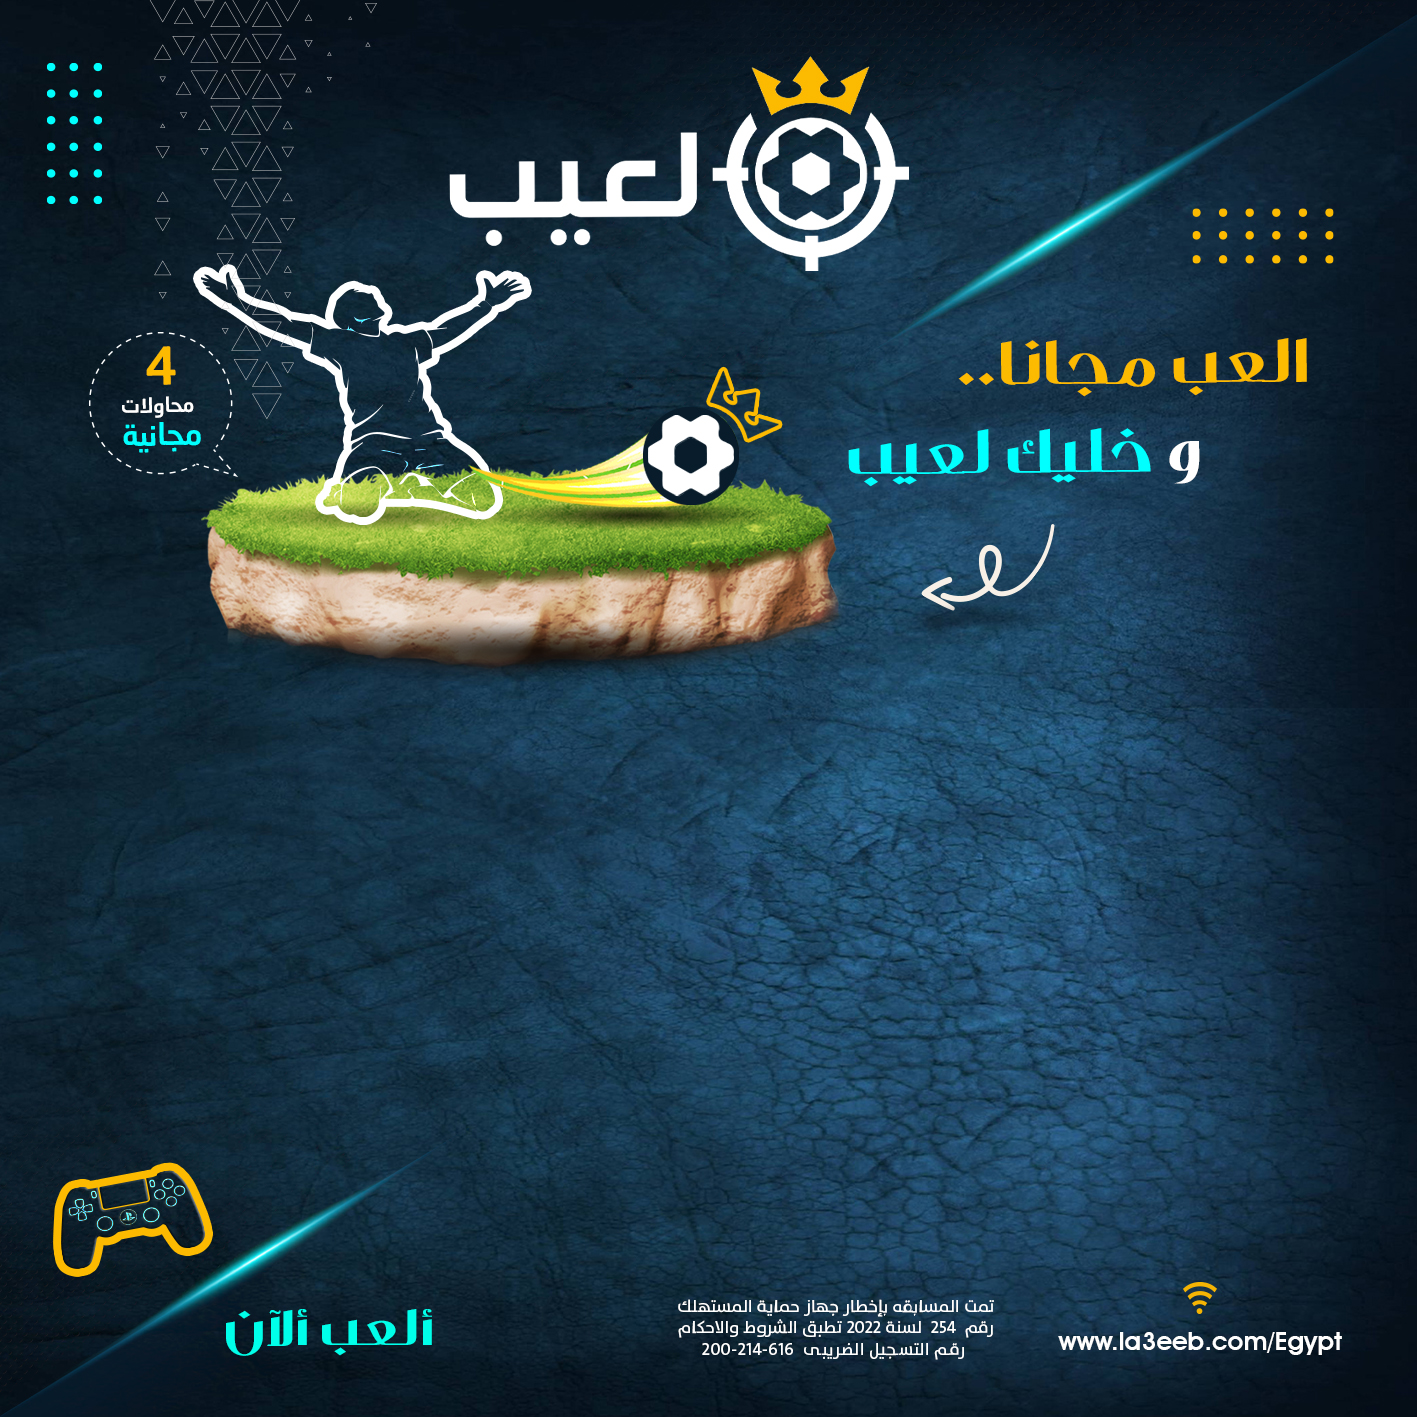 لعيب
العب مجانا..
و خليك لعيب
4
محاولات
مجانية
ألعب ألآن
تمت المسابقه بإخطار جهاز حماية المستهلك
رقم 254 لسنة 2022 تطبق الشروط والاحكام
رقم التسجيل الضريبى 616-214-200
www.la3eeb.com/Egypt